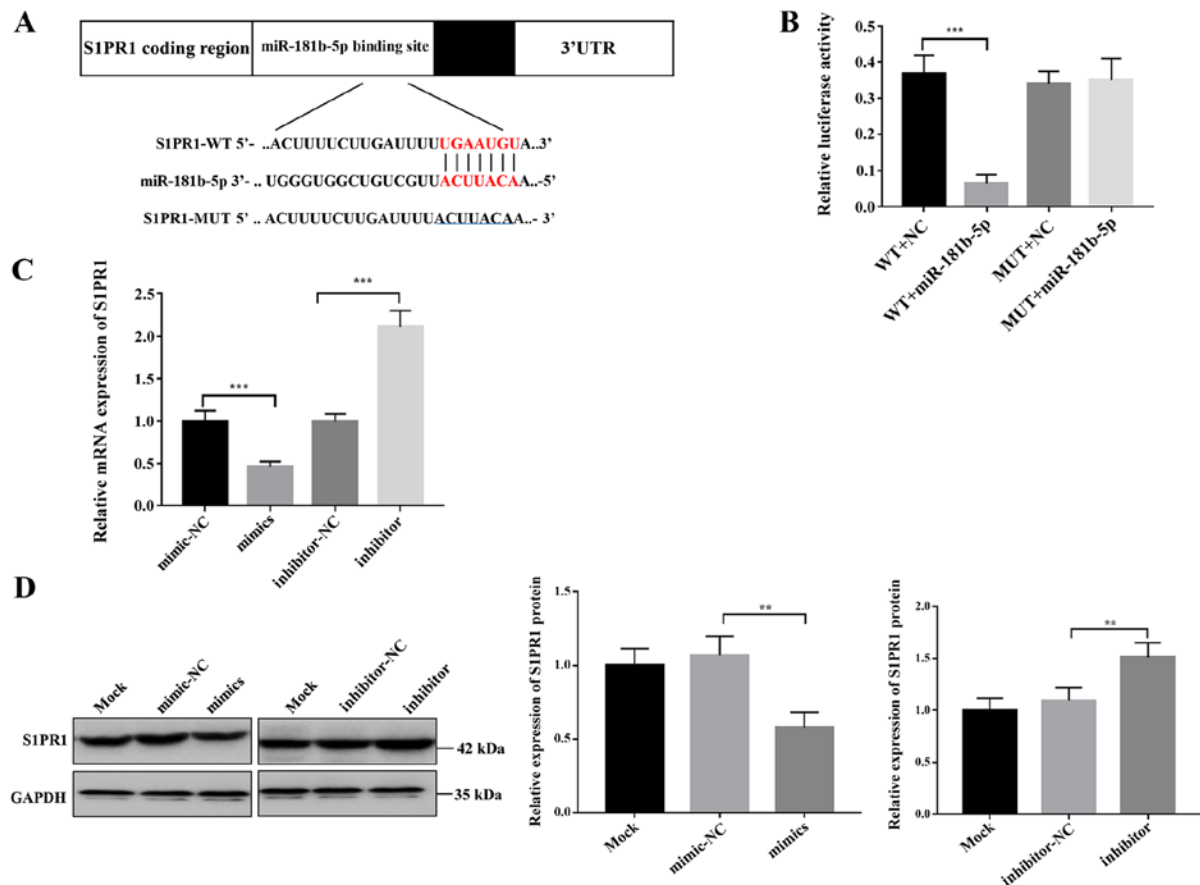 A
S1PR1 coding region miR-181b-5p binding site 3’UTR
S1PR1-WT 5’- ..ACUUUUCUUGAUUUUUGAAUGUA..3’
miR-181b-5p 3’- .. UGGGUGGCUGUCGUUACUUACAA..-5’
S1PR1-MUT 5’- ..ACUUUUCUUGAUUUUACUUACAA..- 3’
B
Relative luciferase activity
0.4
0.3
0.2
0.1
0.0
***
WT+NC
WT+miR-181b-5p
MUT+NC
MUT+miR-181b-5p
C
Relative mRNA expression of S1PR1
2.5
2.0
1.5
1.0
0.5
0.0
***
***
mimic-NC
mimics
inhibitor-NC
inhibitor
D
Mock mimic-NC mimics Mock inhibitor-NC inhibitor
S1PR1 42 kDa
GAPDH 35 kDa
Relative expression of S1PR1 protein
1.5
1.0
0.5
0.0
**
Mock
mimic-NC
mimics
Relative expression of S1PR1 protein
2.0
1.5
1.0
0.5
0.0
**
Mock
inhibitor-NC
inhibitor